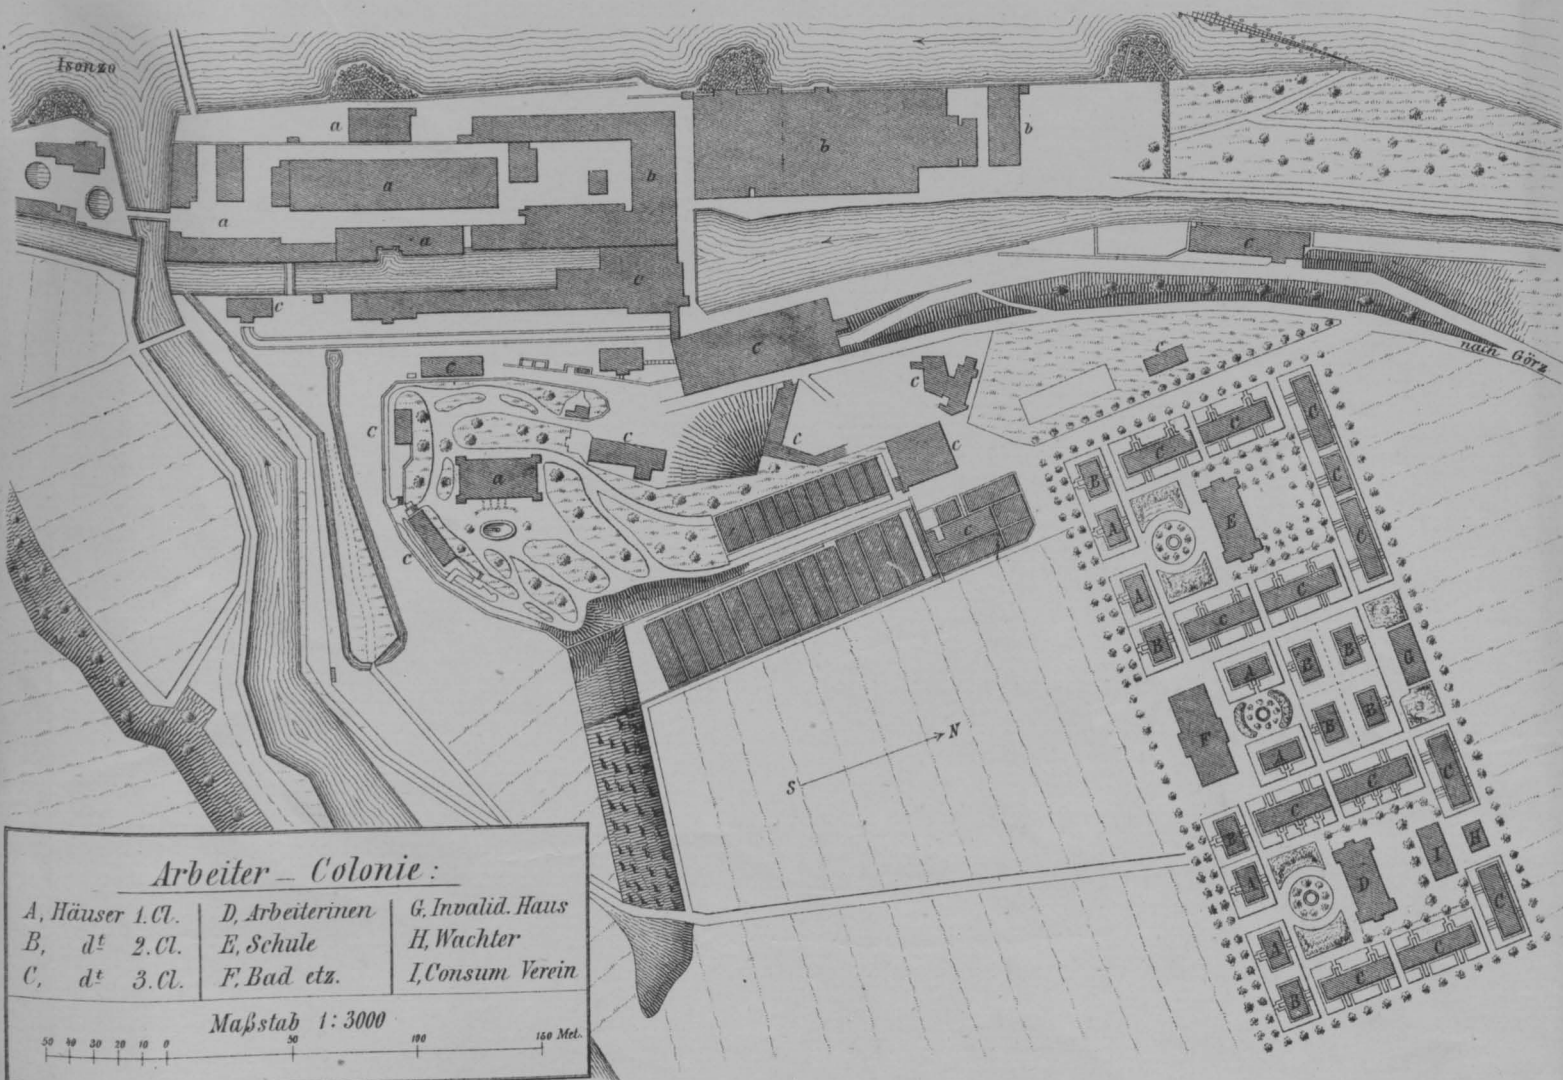 Isonzo
a
b
b
b
a
a
a
c
c
c
c
nach Görz
c
c
c
c
c
c
c
c
a
c
c
C
C
C
B
A
E
C
C
A
B
C
C
A
B
B
G
F
B
B
A
C
C
C
B
A
D
I
H
C
A
B
C
C
S
N
Arbeiter - Colonie:
A, Häuser 1. Cl.
B, dt 2. Cl.
C, dt 3. Cl.
D, Arbeiterinen
E, Schule
F, Bad etz.
G, Invalid. Haus
H, Wachter
I, Consum Verein
Maßstab 1:3000
50 40 30 20 10 0 50 100 150 Met.